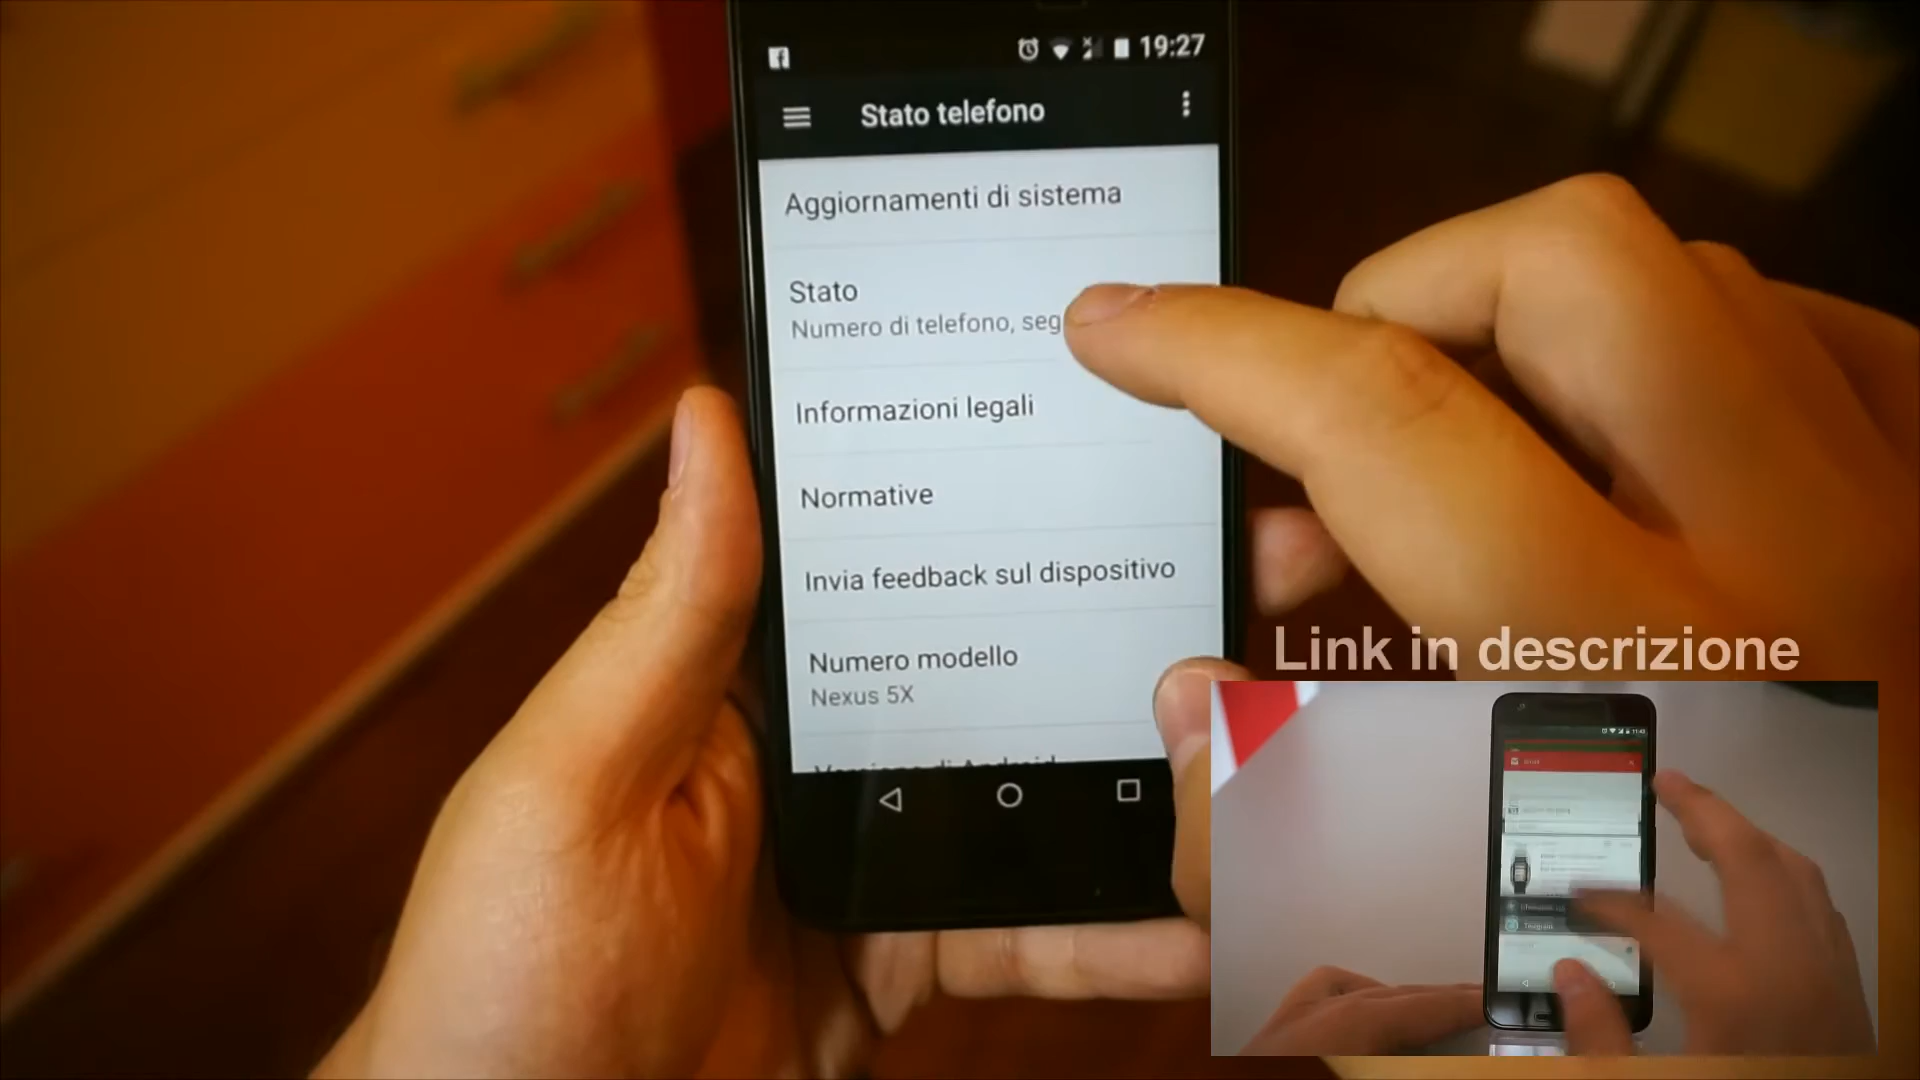 19:27
Stato telefono
Aggiornamenti di sistema
Stato
Numero di telefono, seg
Informazioni legali
Normative
Invia feedback sul dispositivo
Numero modello
Nexus 5X
Link in descrizione